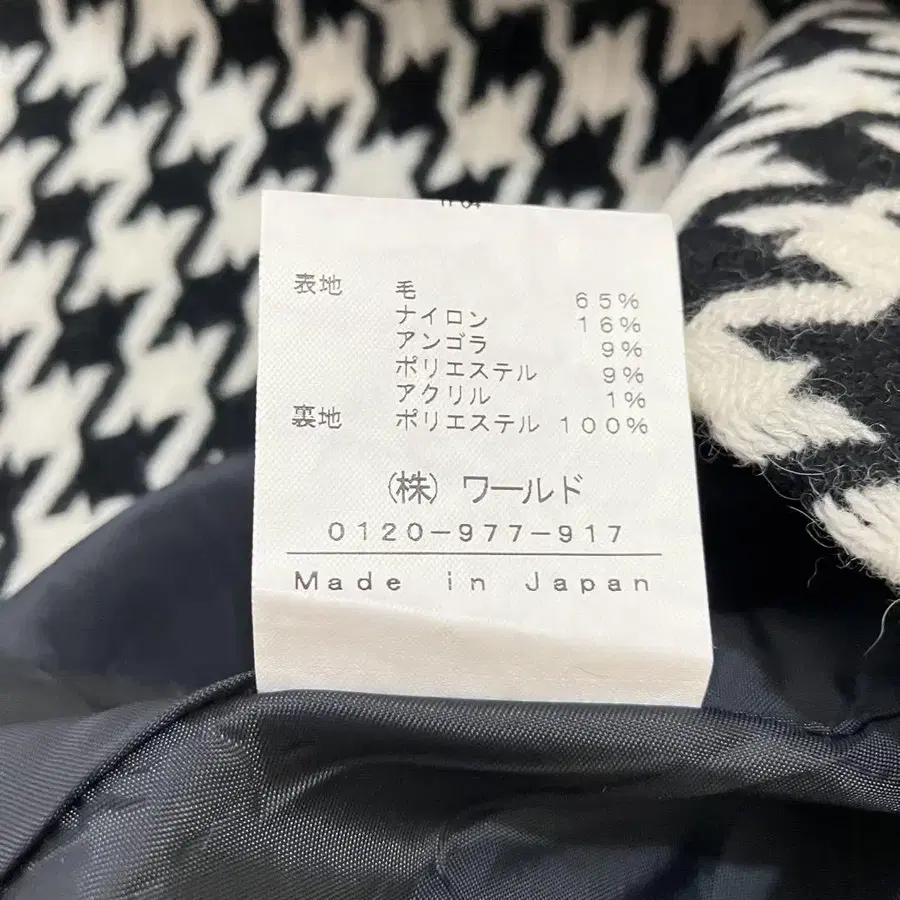 表地 毛 65%
ナイロン 16%
アンゴラ 9%
ポリエステル 9%
アクリル 1%
裏地 ポリエステル 100%
(株) ワールド
0120-977-917
Made in Japan